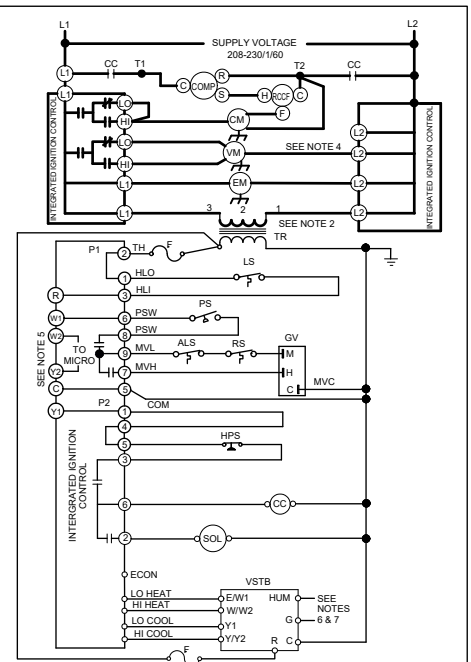 L1 L2
SUPPLY VOLTAGE
208-230/1/60
CC T1 T2 CC
L1 C COMP R S H RCCF C F
L1
INTEGRATED IGNITION CONTROL
LO
HI CM
LO
HI VM SEE NOTE 4 L2
L2
L1 EM L2
L1 3 2 1 L2
SEE NOTE 2
TR
INTEGRATED IGNITION CONTROL
P1 2 TH F
LS
1 HLO
R 3 HLI
PS
W1 6 PSW
W2 8 PSW
GV
TO
MICRO
9 MVL ALS RS M
7 MVH H
Y2
C 5 C MVC
SEE NOTE 5
Y1 P2 1 COM
4
5 HPS
3
INTERGRATED IGNITION
CONTROL
6 CC
2 SOL
ECON
VSTB
LO HEAT E/W1 HUM SEE
HI HEAT W/W2 NOTES
LO COOL Y1 G 6 & 7
HI COOL Y/Y2 R C
F